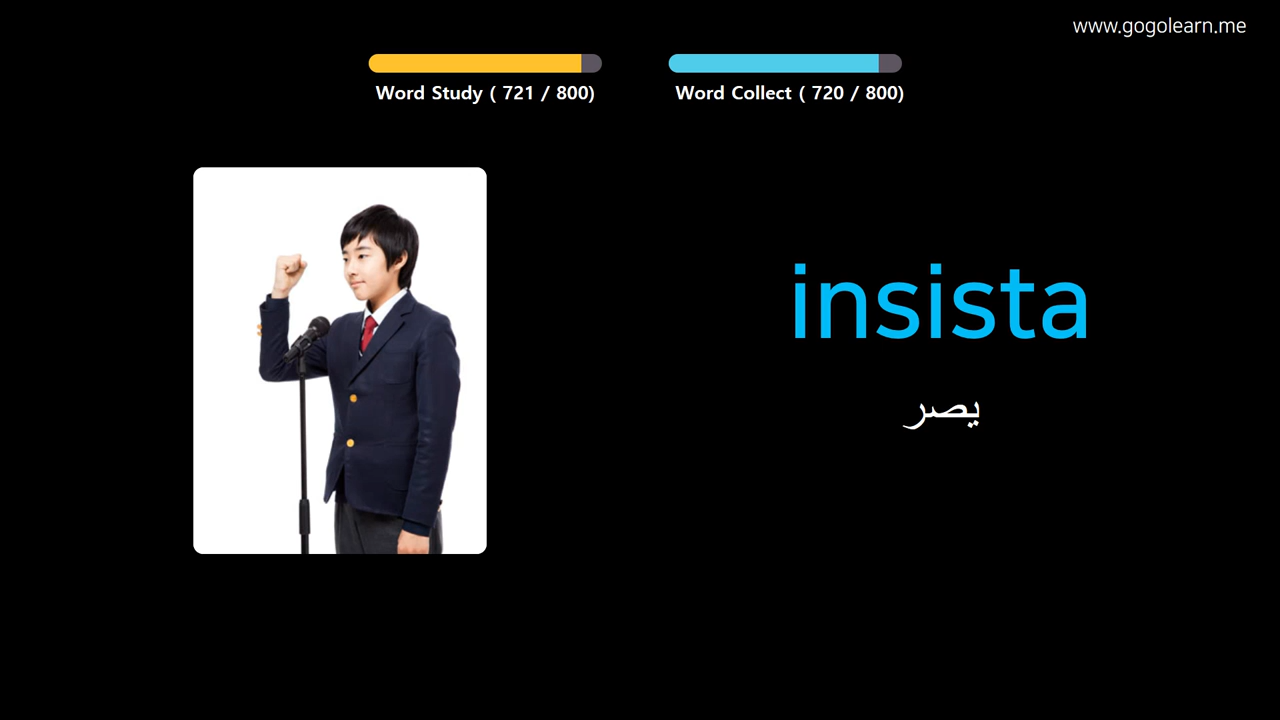 www.gogolearn.me
Word Study ( 721 / 800)
Word Collect ( 720 / 800)
insista
يصر